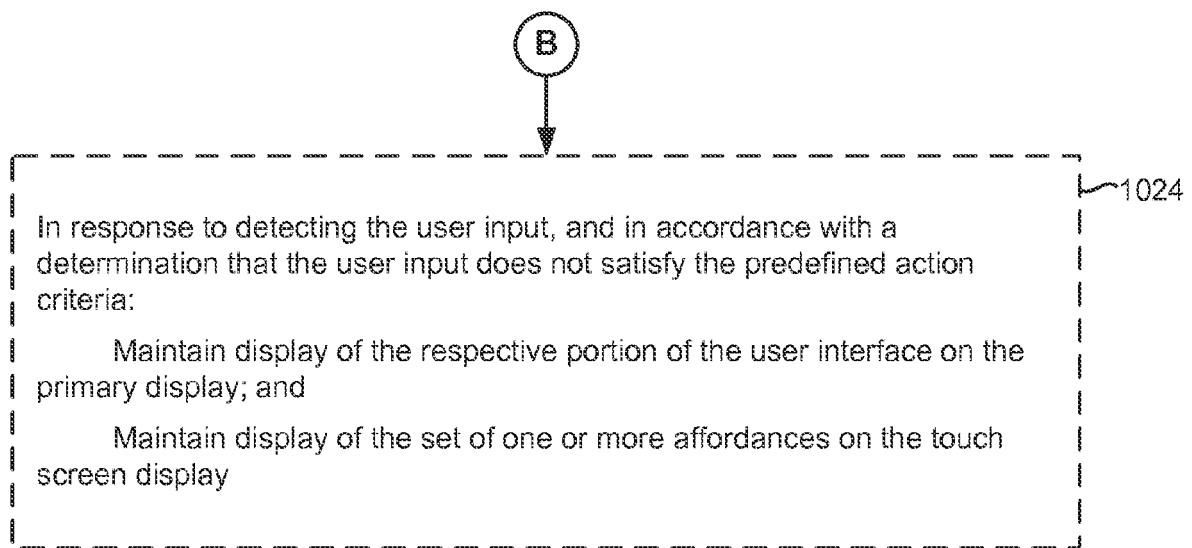 B
1024
In response to detecting the user input, and in accordance with a
determination that the user input does not satisfy the predefined action
criteria:
Maintain display of the respective portion of the user interface on the
primary display; and
Maintain display of the set of one or more affordances on the touch
screen display